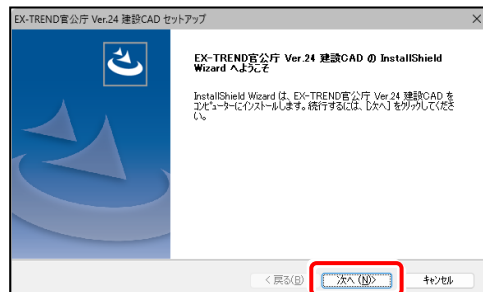 EX-TREND官公庁 Ver.24 建設CAD セットアップ
EX-TREND官公庁 Ver.24 建設CAD の InstallShield
Wizard へようこそ
InstallShield Wizard は、EX-TREND官公庁 Ver.24 建設CAD を
コンピューターにインストールします。続行するには、[次へ] をクリックしてくださ
い。
< 戻る(B)
次へ (N)>
キャンセル